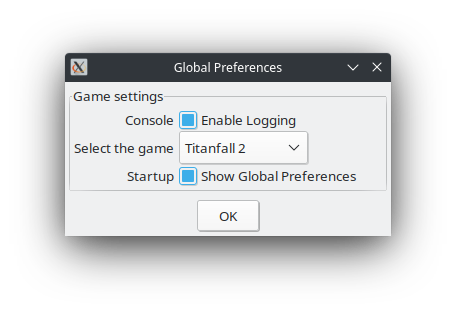 Global Preferences
Game settings
Console Enable Logging
Select the game Titanfall 2
Startup Show Global Preferences
OK